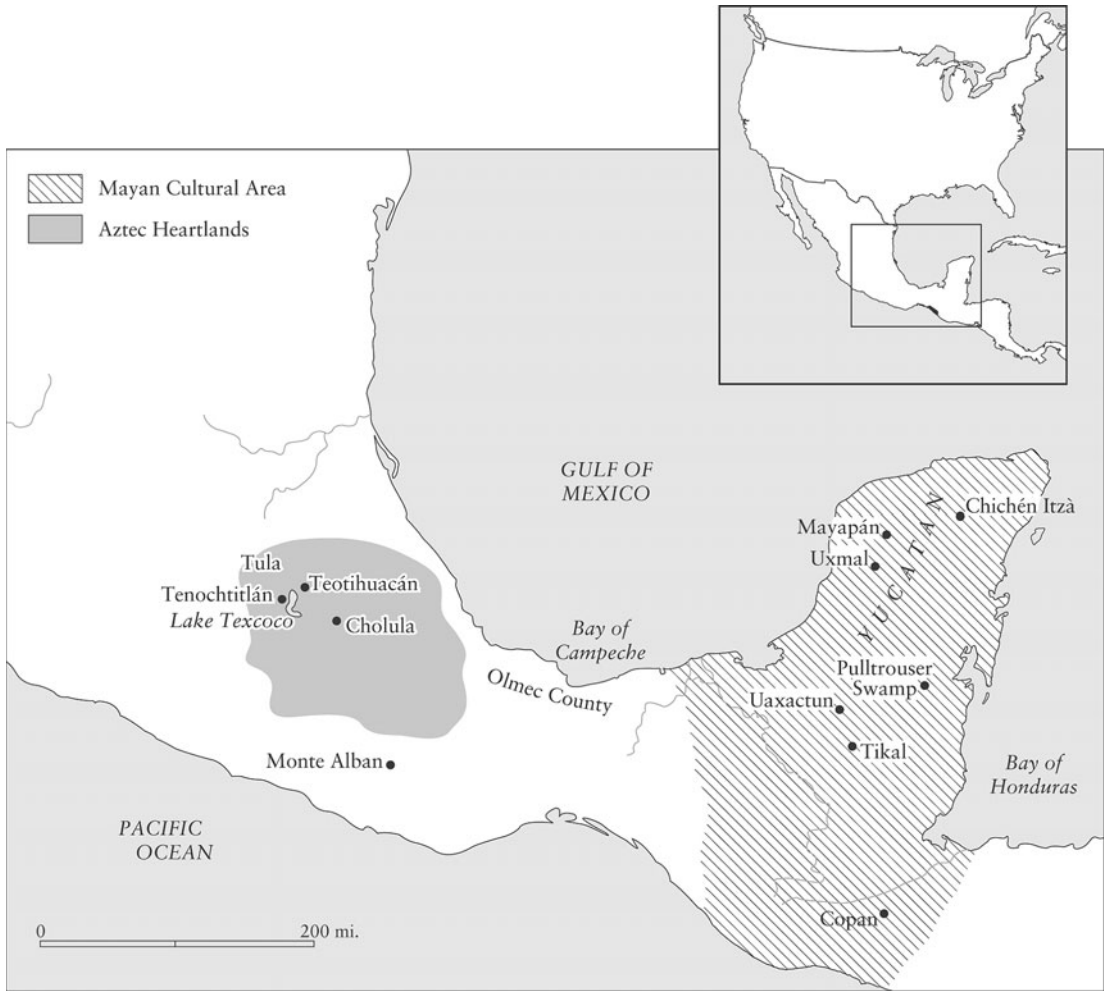 Mayan Cultural Area
Aztec Heartlands
GULF OF
MEXICO
Chichén Itzà
Mayapán
Uxmal
YUCATAN
Tula
Teotihuacán
Tenochtitlán
Lake Texcoco
Cholula
Bay of
Campeche
Olmec County
Pulltrouser
Swamp
Uaxactun
Tikal
Monte Alban
Bay of
Honduras
PACIFIC
OCEAN
Copan
0 200 mi.